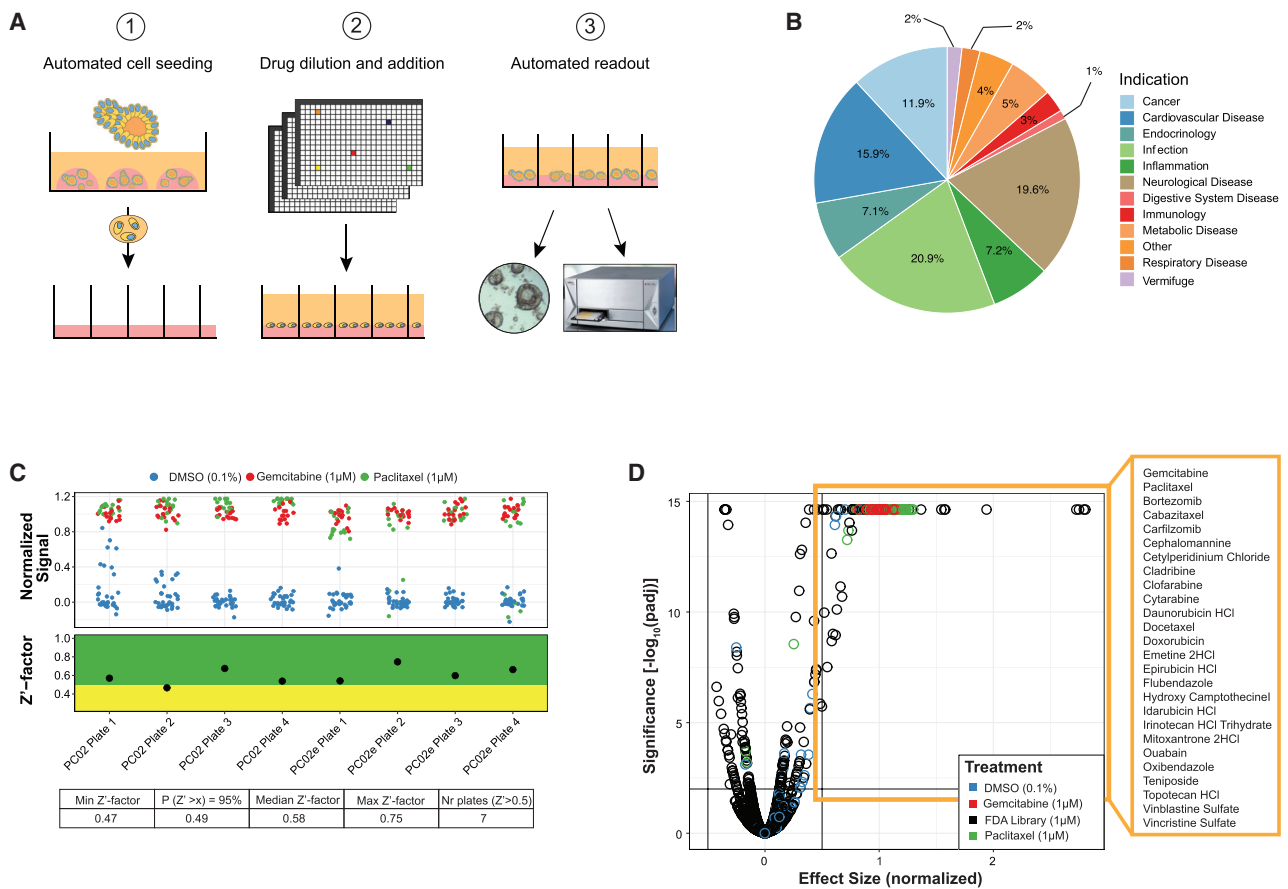 A
1
2
3
Automated cell seeding
Drug dilution and addition
Automated readout
B
2%
2%
1%
4%
5%
3%
11.9%
15.9%
19.6%
7.1%
7.2%
20.9%
Indication
Cancer
Cardiovascular Disease
Endocrinology
Infection
Inflammation
Neurological Disease
Digestive System Disease
Immunology
Metabolic Disease
Other
Respiratory Disease
Vermifuge
C
DMSO (0.1%) Gemcitabine (1µM) Paclitaxel (1µM)
Normalized
Signal
1.2
0.8
0.4
0.0
Z'−factor
1.0
0.8
0.6
0.4
PC02 Plate 1
PC02 Plate 2
PC02 Plate 3
PC02 Plate 4
PC02e Plate 1
PC02e Plate 2
PC02e Plate 3
PC02e Plate 4
Min Z'-factor P (Z' >x) = 95% Median Z'-factor Max Z'-factor Nr plates (Z'>0.5)
0.47 0.49 0.58 0.75 7
D
Significance [-log10(padj)]
15
10
5
0
0 1 2
Effect Size (normalized)
Treatment
DMSO (0.1%)
Gemcitabine (1µM)
FDA Library (1µM)
Paclitaxel (1µM)
Gemcitabine
Paclitaxel
Bortezomib
Cabazitaxel
Carfilzomib
Cephalomannine
Cetylperidinium Chloride
Cladribine
Clofarabine
Cytarabine
Daunorubicin HCl
Docetaxel
Doxorubicin
Emetine 2HCl
Epirubicin HCl
Flubendazole
Hydroxy Camptothecinel
Idarubicin HCl
Irinotecan HCl Trihydrate
Mitoxantrone 2HCl
Ouabain
Oxibendazole
Teniposide
Topotecan HCl
Vinblastine Sulfate
Vincristine Sulfate